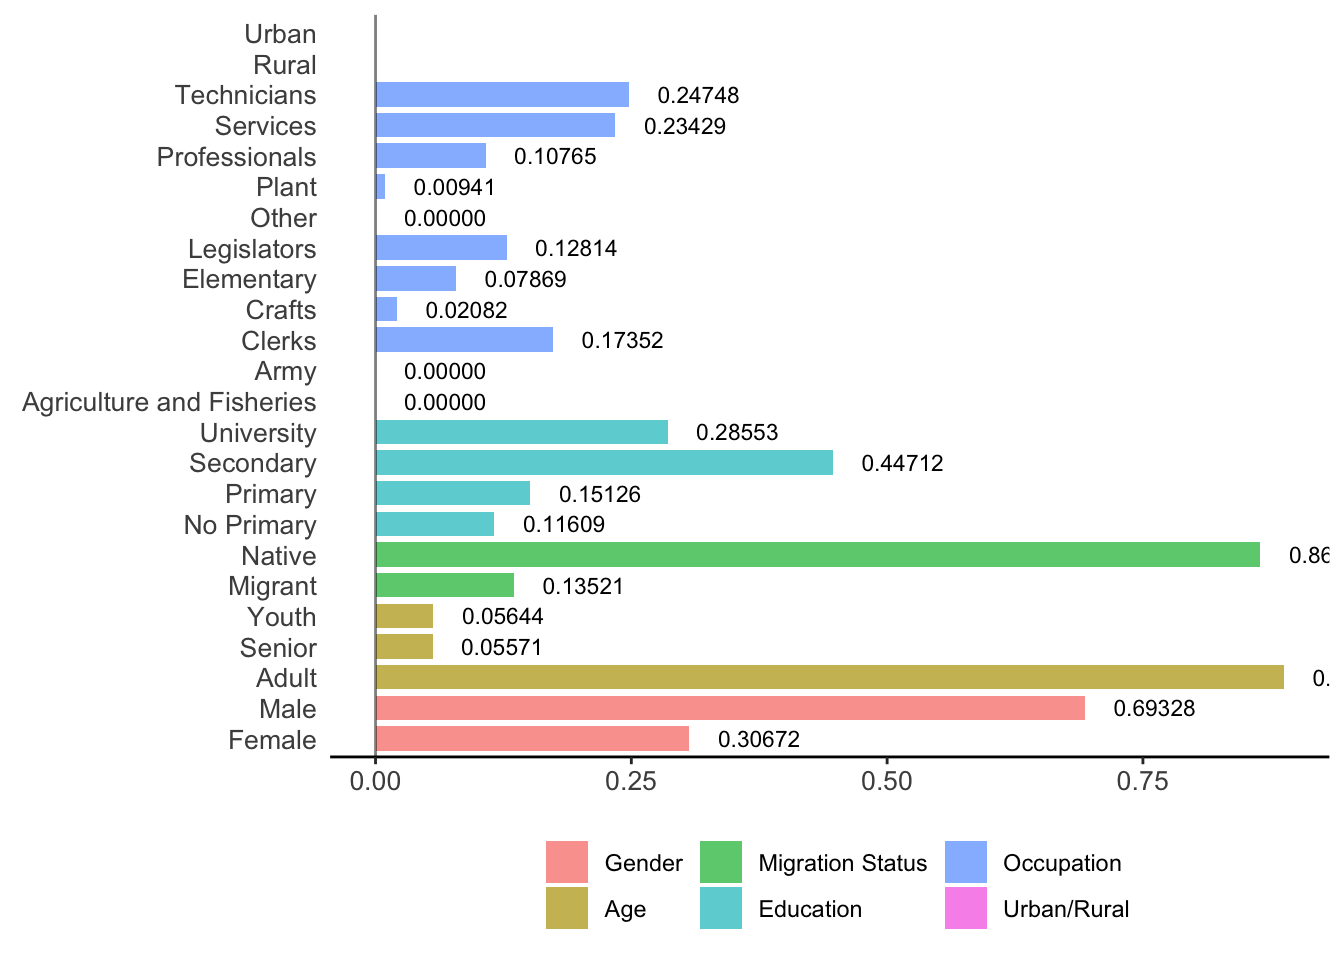 Urban
Rural
Technicians 0.24748
Services 0.23429
Professionals 0.10765
Plant 0.00941
Other 0.00000
Legislators 0.12814
Elementary 0.07869
Crafts 0.02082
Clerks 0.17352
Army 0.00000
Agriculture and Fisheries 0.00000
University 0.28553
Secondary 0.44712
Primary 0.15126
No Primary 0.11609
Native 0.86
Migrant 0.13521
Youth 0.05644
Senior 0.05571
Adult 0.
Male 0.69328
Female 0.30672
0.00 0.25 0.50 0.75
Gender Migration Status Occupation
Age Education Urban/Rural